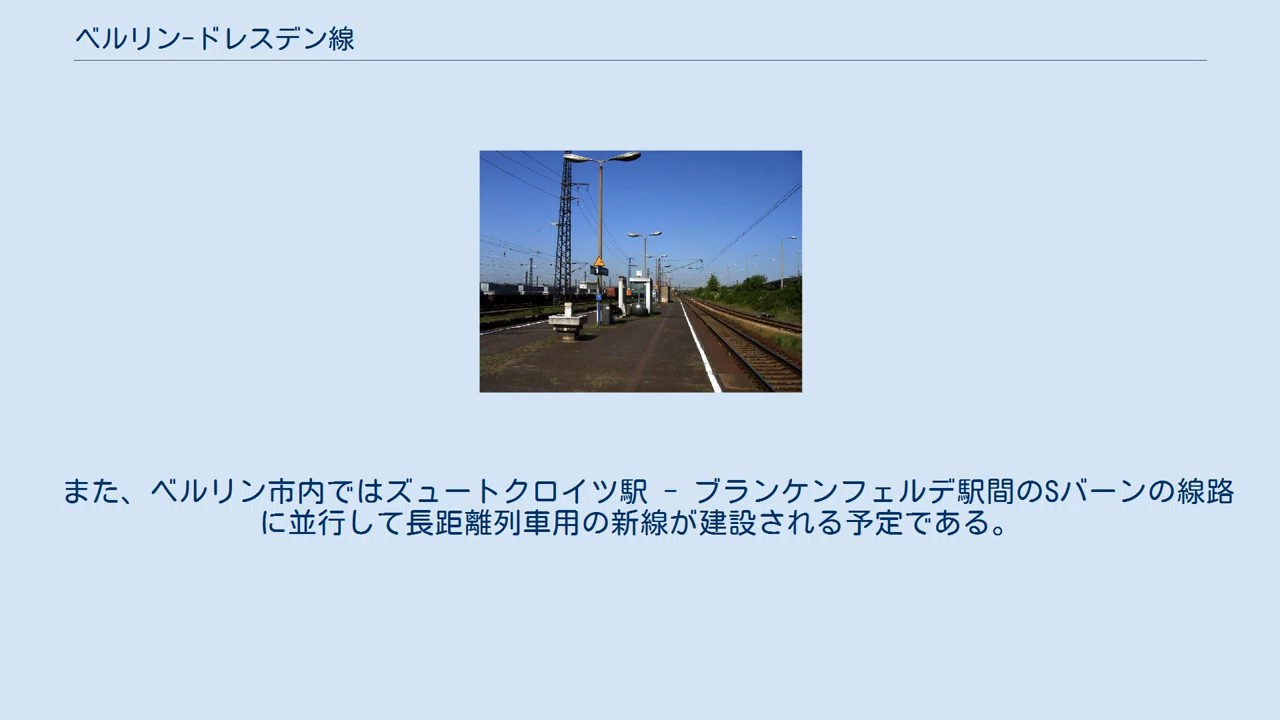 ベルリン-ドレスデン線
また、ベルリン市内ではズュートクロイツ駅 - ブランケンフェルデ駅間のSバーンの線路
に並行して長距離列車用の新線が建設される予定である。